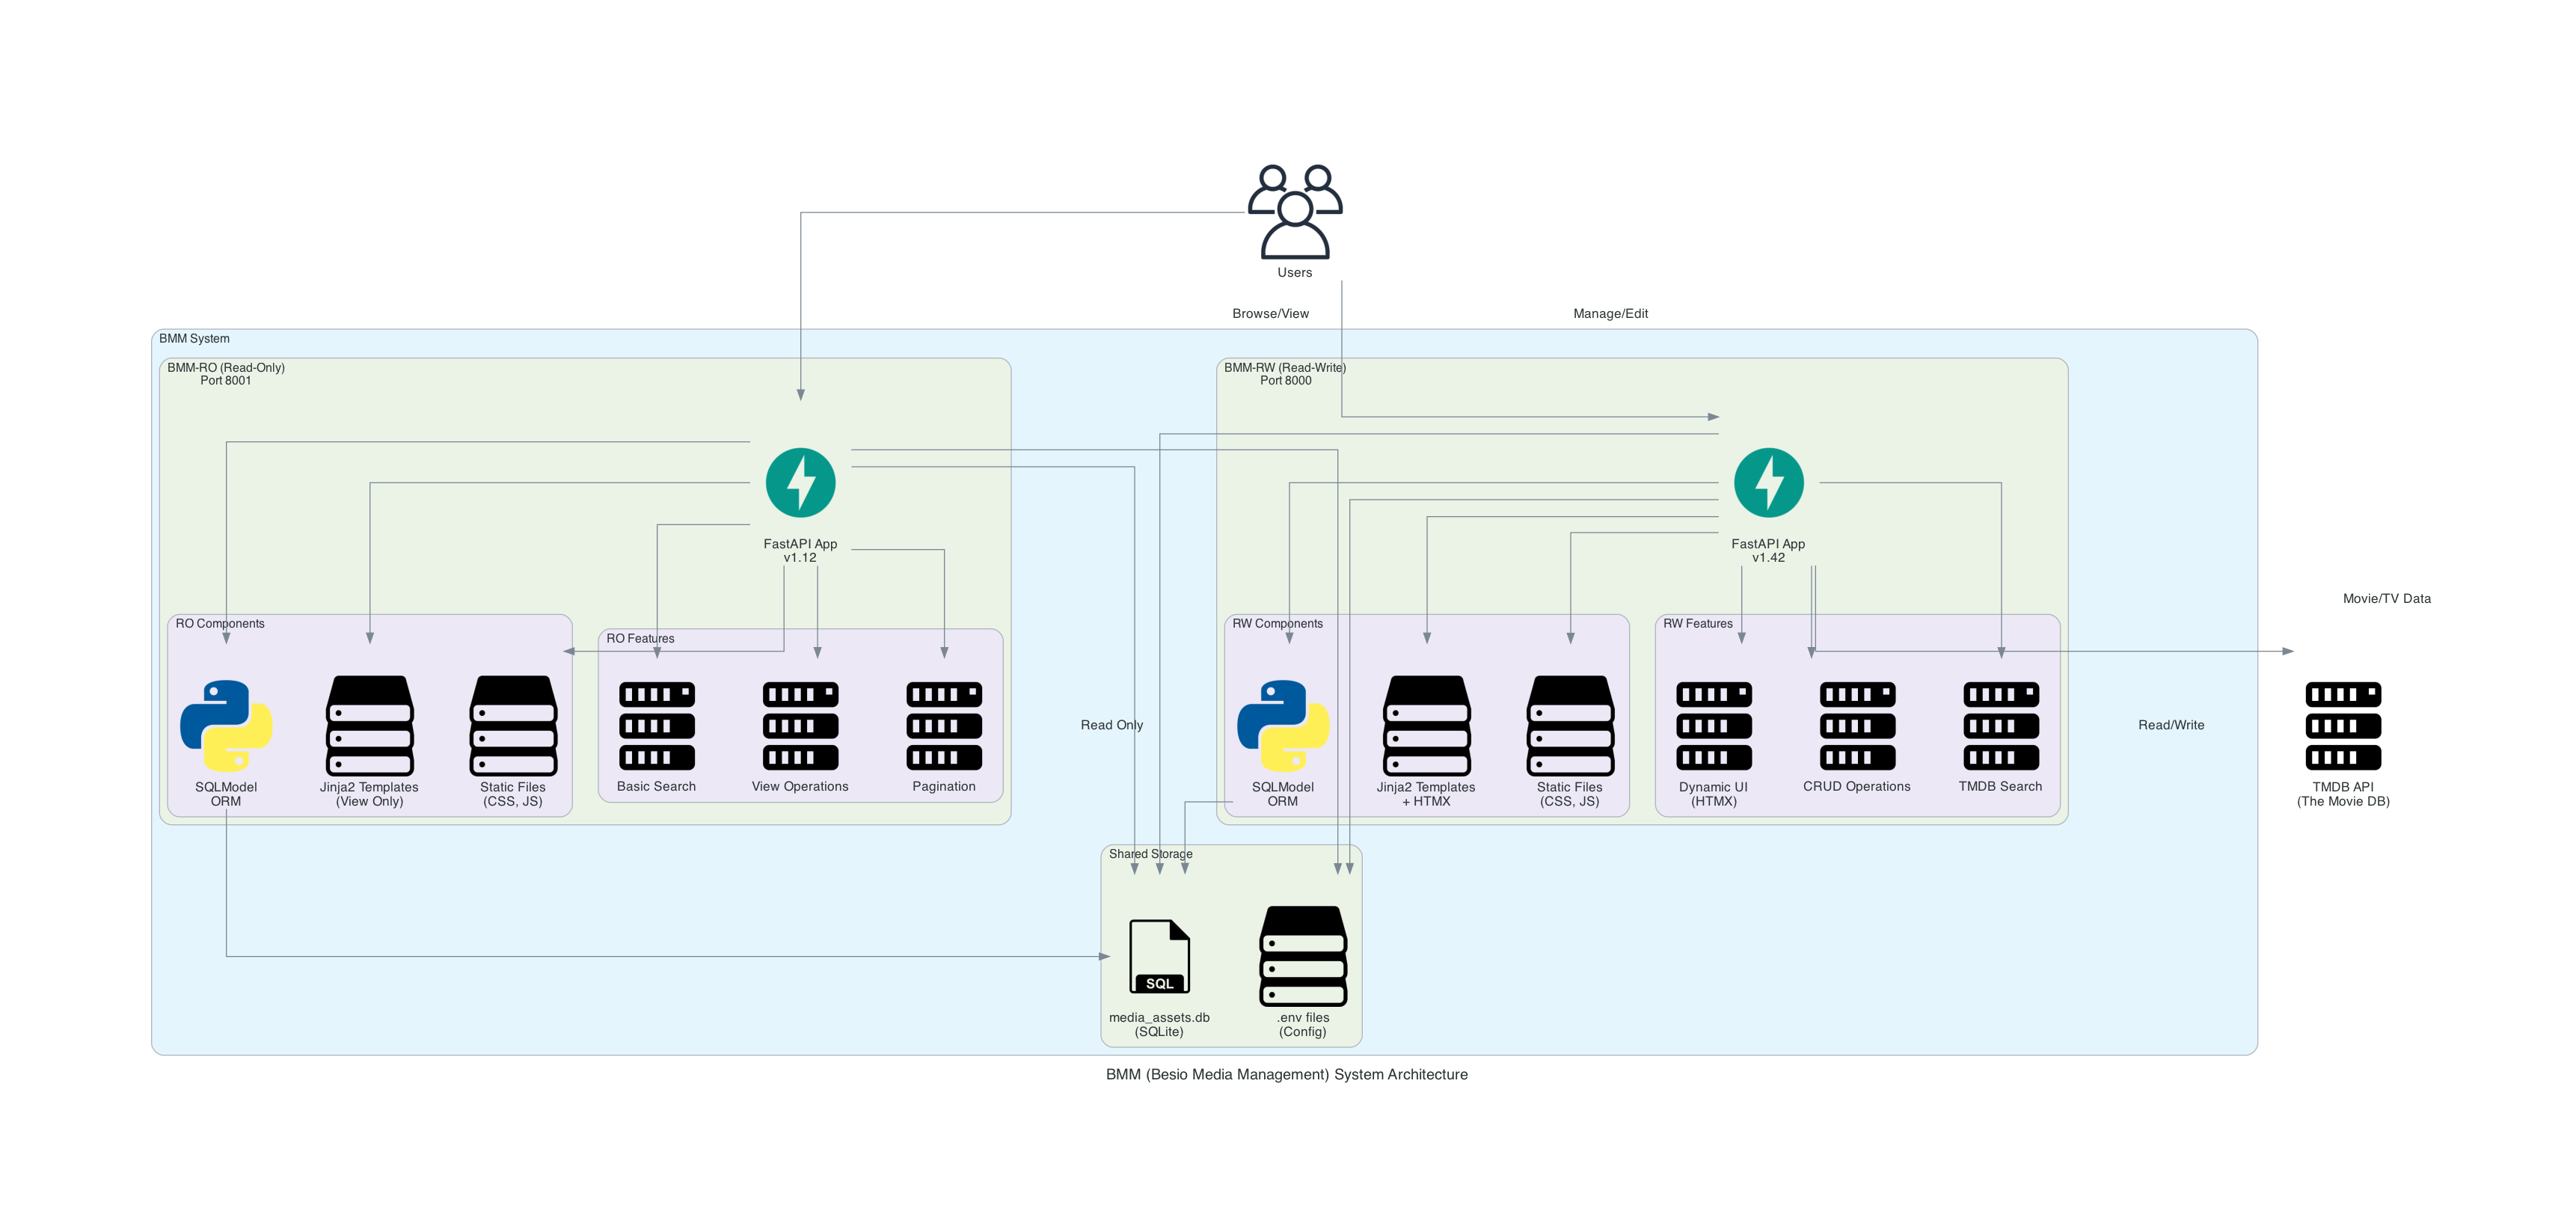 Users
Browse/View
Manage/Edit
BMM System
BMM-RO (Read-Only)
Port 8001
BMM-RW (Read-Write)
Port 8000
FastAPI App
v1.12
FastAPI App
v1.42
Movie/TV Data
RO Components
RO Features
RW Components
RW Features
SQLModel
ORM
Jinja2 Templates
(View Only)
Static Files
(CSS, JS)
Basic Search
View Operations
Pagination
Read Only
SQLModel
ORM
Jinja2 Templates
+ HTMX
Static Files
(CSS, JS)
Dynamic UI
(HTMX)
CRUD Operations
TMDB Search
Read/Write
TMDB API
(The Movie DB)
Shared Storage
SQL
media_assets.db
(SQLite)
.env files
(Config)
BMM (Besio Media Management) System Architecture